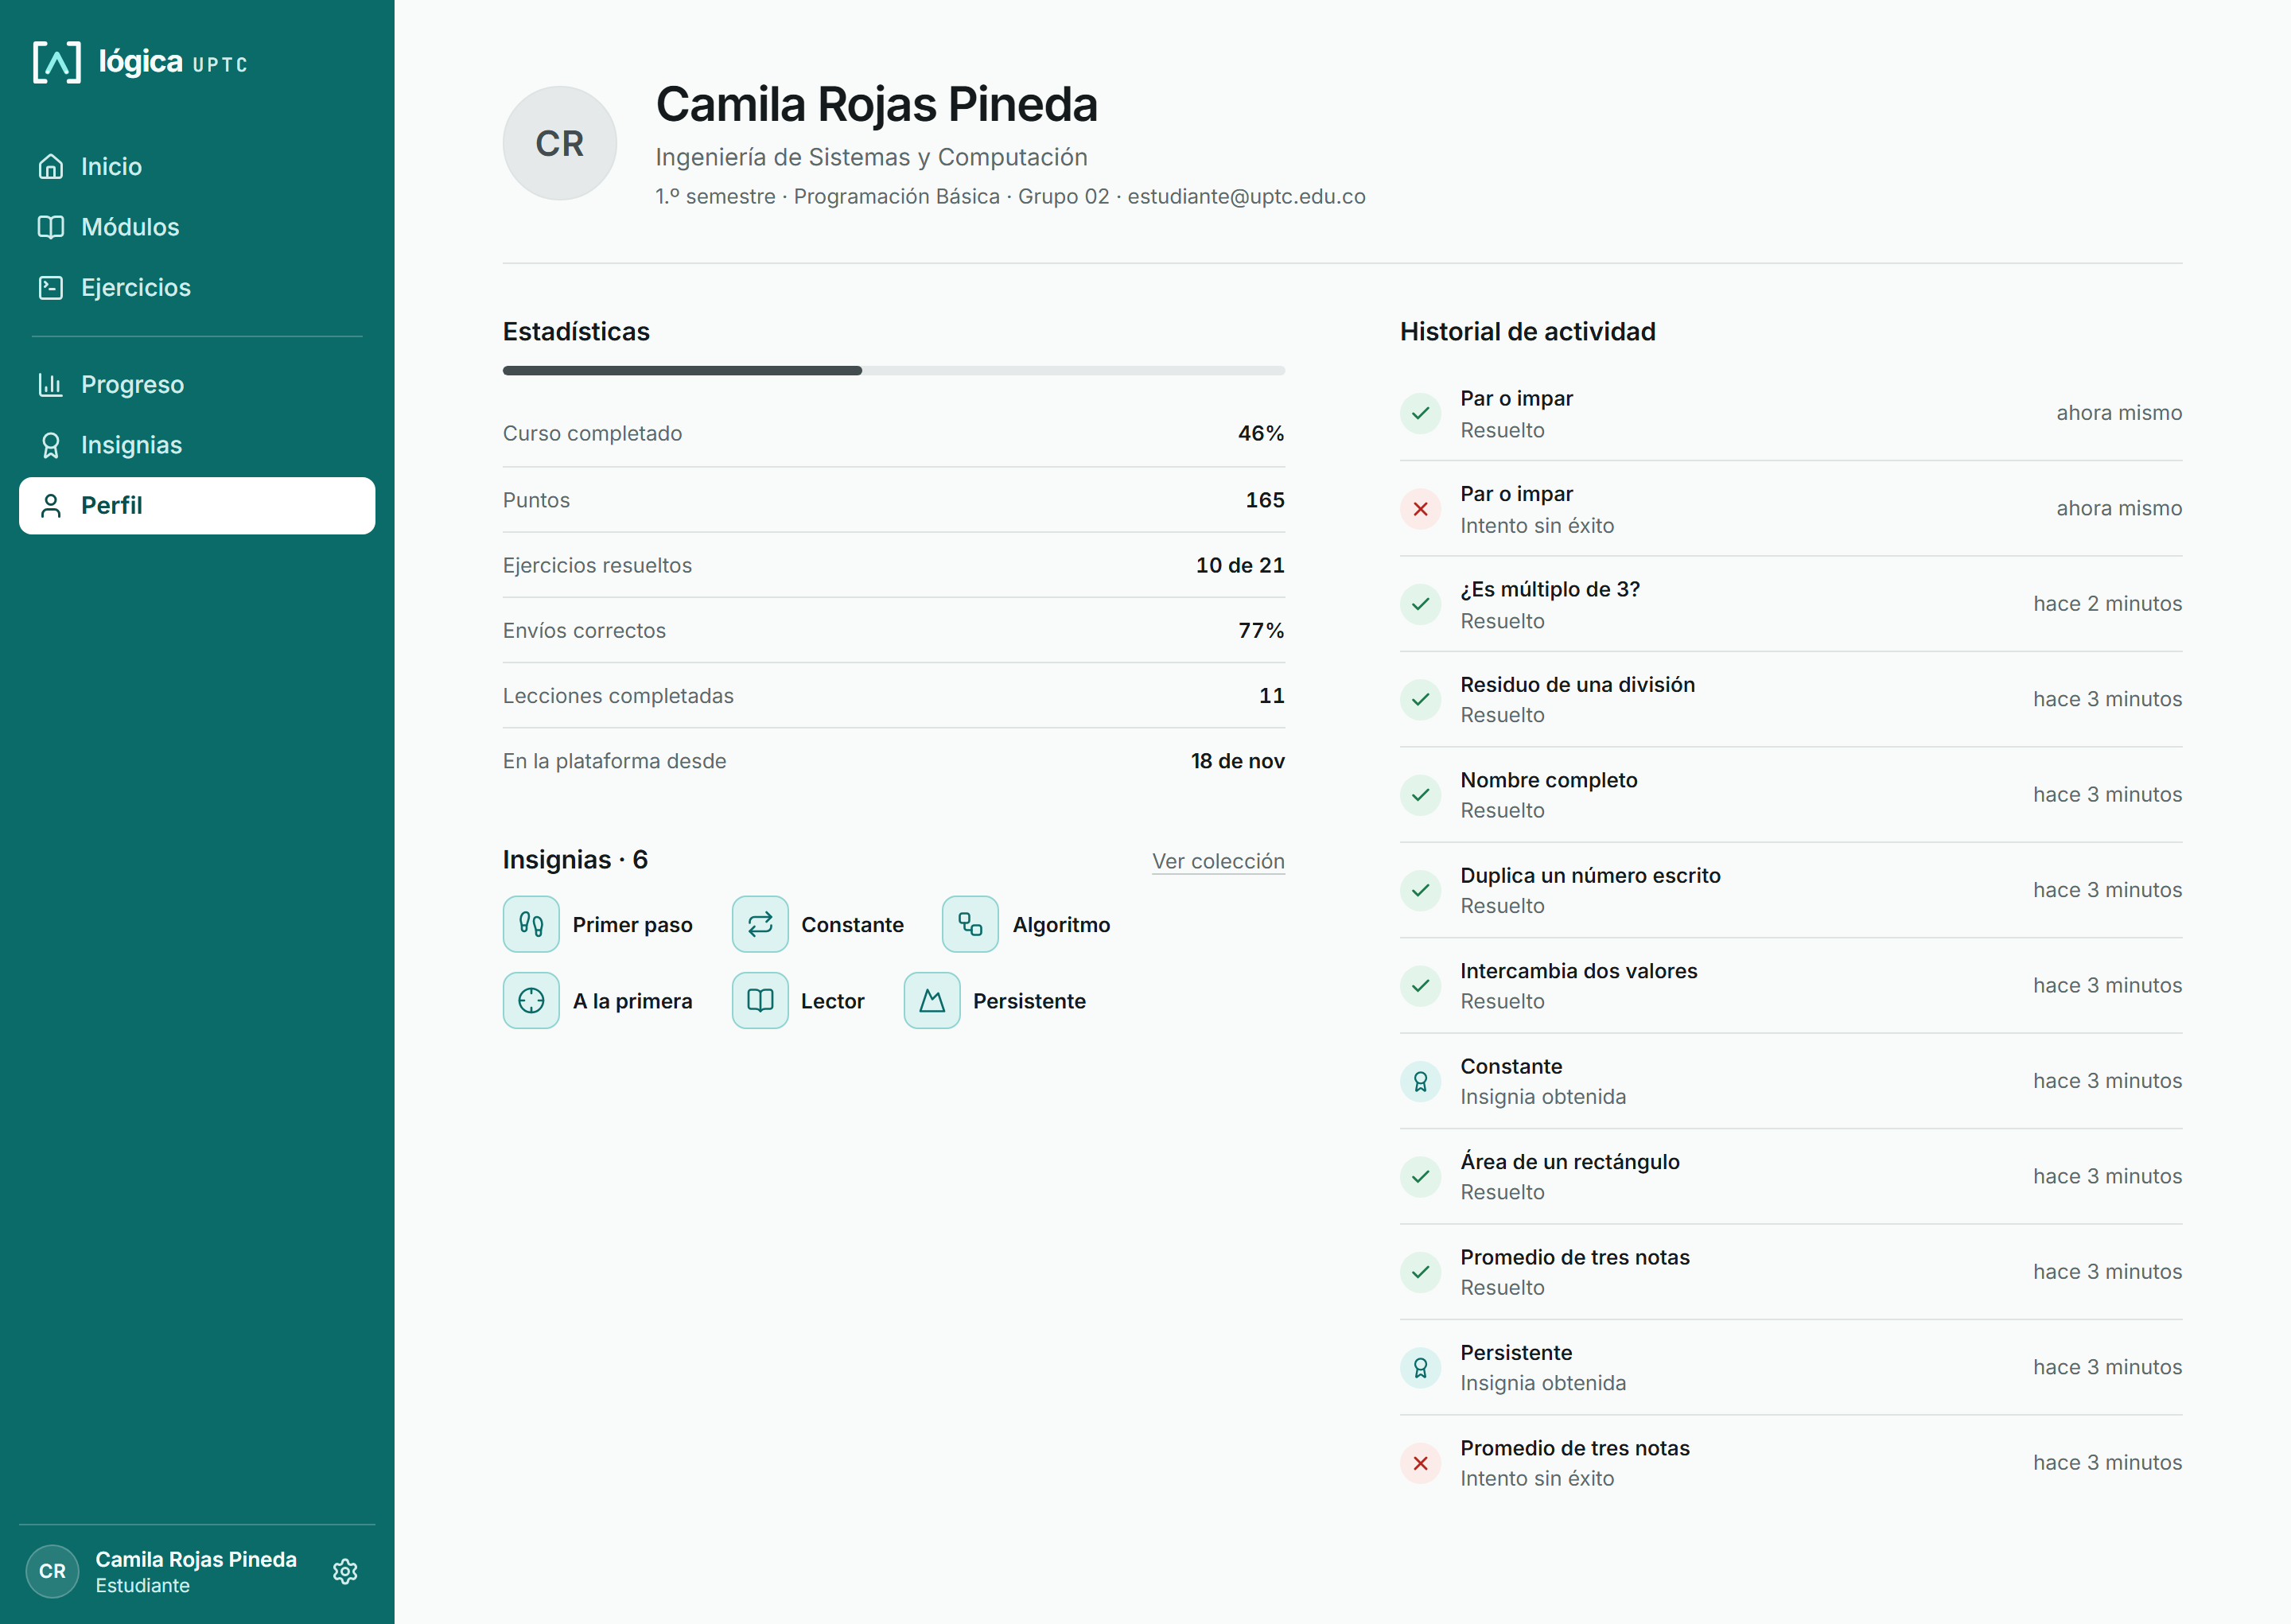 lógica UPTC
Inicio
Módulos
Ejercicios
Progreso
Insignias
Perfil
CR
Camila Rojas Pineda
Estudiante
CR
Camila Rojas Pineda
Ingeniería de Sistemas y Computación
1.º semestre · Programación Básica · Grupo 02 · estudiante@uptc.edu.co
Estadísticas
Curso completado 46%
Puntos 165
Ejercicios resueltos 10 de 21
Envíos correctos 77%
Lecciones completadas 11
En la plataforma desde 18 de nov
Insignias · 6 Ver colección
Primer paso Constante Algoritmo
A la primera Lector Persistente
Historial de actividad
Par o impar
Resuelto
ahora mismo
Par o impar
Intento sin éxito
ahora mismo
¿Es múltiplo de 3?
Resuelto
hace 2 minutos
Residuo de una división
Resuelto
hace 3 minutos
Nombre completo
Resuelto
hace 3 minutos
Duplica un número escrito
Resuelto
hace 3 minutos
Intercambia dos valores
Resuelto
hace 3 minutos
Constante
Insignia obtenida
hace 3 minutos
Área de un rectángulo
Resuelto
hace 3 minutos
Promedio de tres notas
Resuelto
hace 3 minutos
Persistente
Insignia obtenida
hace 3 minutos
Promedio de tres notas
Intento sin éxito
hace 3 minutos